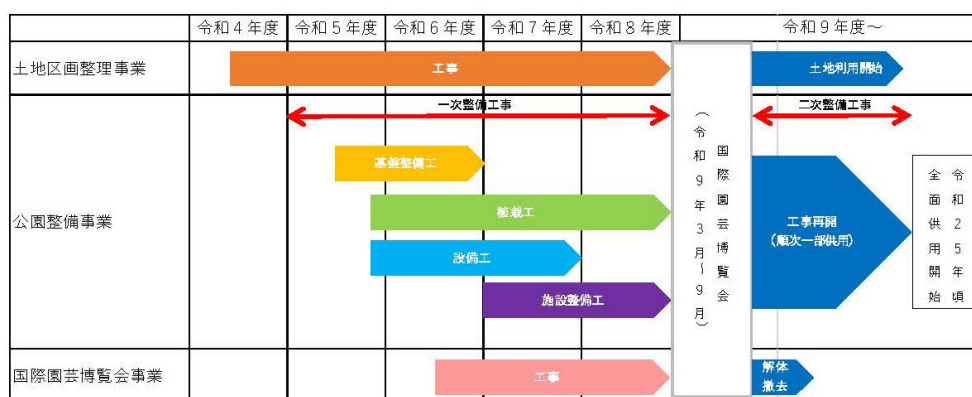 令和4年度 令和5年度 令和6年度 令和7年度 令和8年度 令和9年度～
土地区画整理事業
工事
土地利用開始
公園整備事業
一次整備工事
二次整備工事
基盤整備工
植栽工
設備工
施設整備工
国際園芸博覧会
（令和9年3月～9月）
工事再開
（順次一部供用）
令和25年頃
全面供用開始
国際園芸博覧会事業
工事
解体
撤去